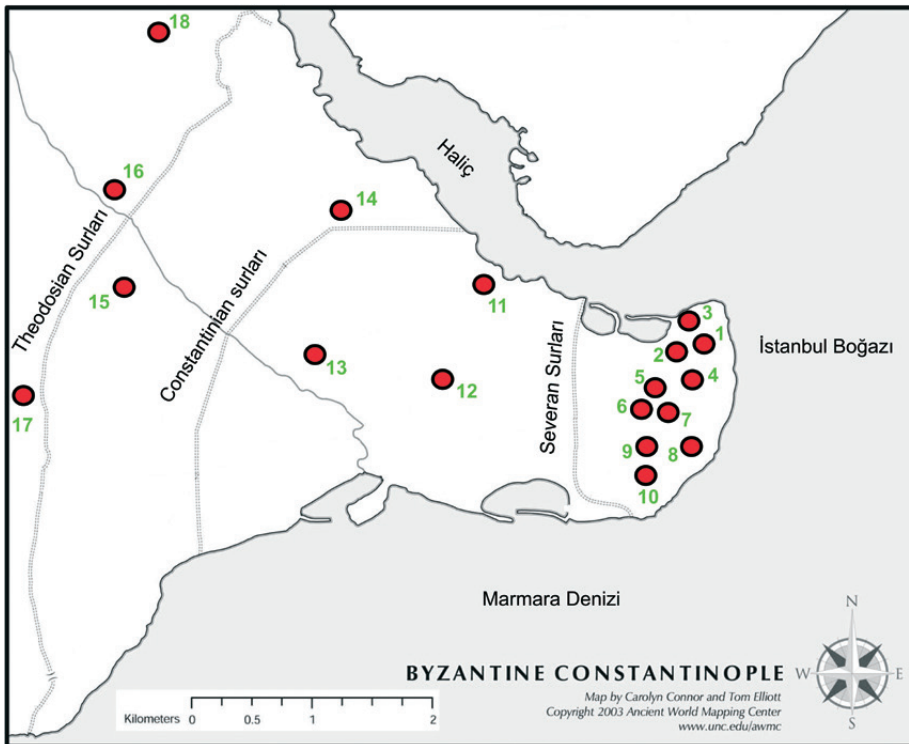 18
16
Haliç
14
Theodosian Surları
Constantinian surları
15
11
3
1
İstanbul Boğazı
2
13
5
4
12
Severan Surları
6
7
17
9
8
10
Marmara Denizi
N
BYZANTINE CONSTANTINOPLE
W
E
Map by Carolyn Connor and Tom Elliott
Copyright 2003 Ancient World Mapping Center
www.unc.edu/awmc
S
Kilometers 0 0.5 1 2